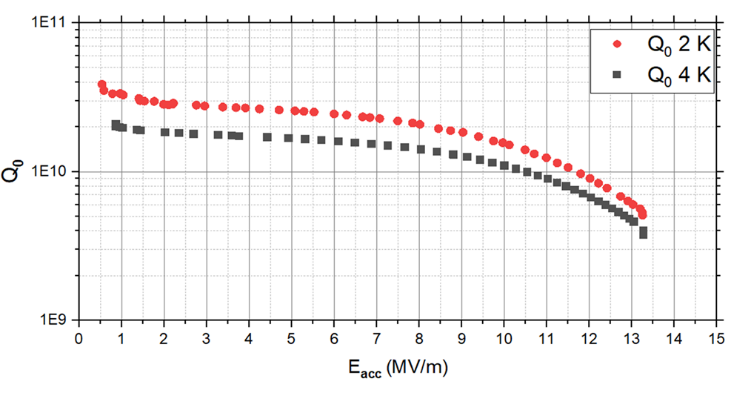 1E11
Q₀ 2 K
Q₀ 4 K
1E10
Q₀
1E9
0 1 2 3 4 5 6 7 8 9 10 11 12 13 14 15
Eacc (MV/m)